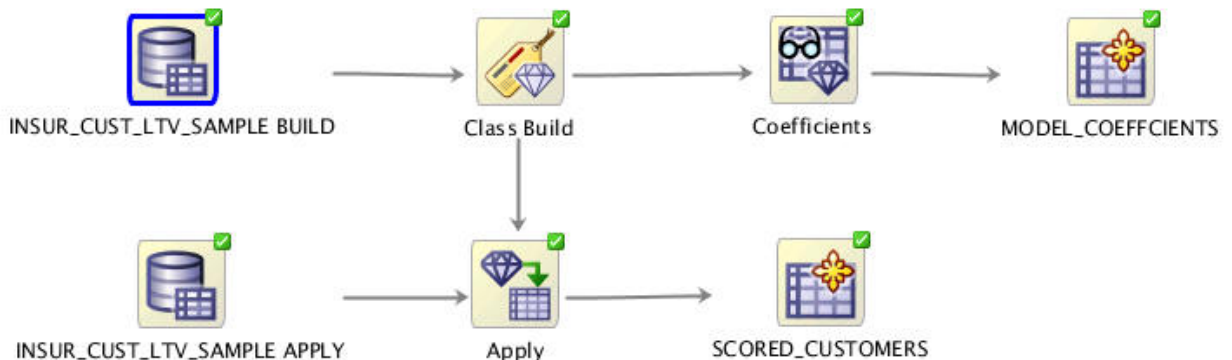 INSUR_CUST_LTV_SAMPLE BUILD
Class Build
Coefficients
MODEL_COEFFCIENTS
INSUR_CUST_LTV_SAMPLE APPLY
Apply
SCORED_CUSTOMERS